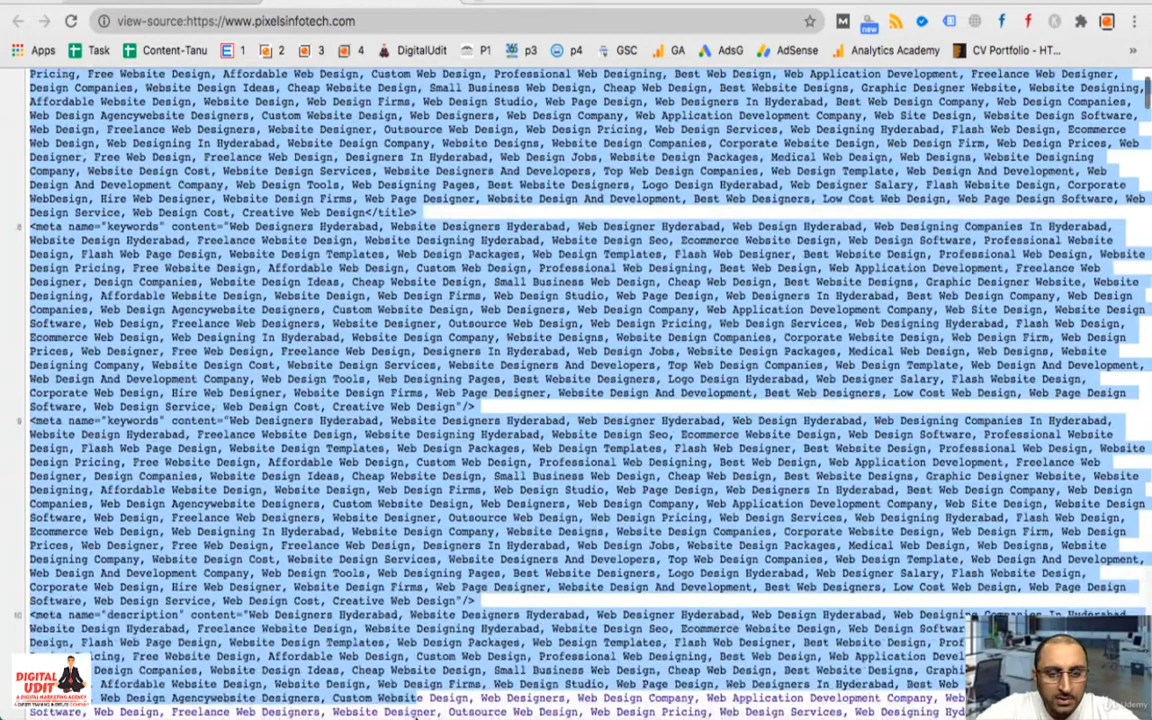 view-source:https://www.pixelsinfotech.com
new
Apps Task Content-Tanu 1 2 3 4 DigitalUdit P1 p3 p4 GSC GA AdsG AdSense Analytics Academy CV Portfolio - HT... »
Pricing, Free Website Design, Affordable Web Design, Custom Web Design, Professional Web Designing, Best Web Design, Web Application Development, Freelance Web Designer,
Design Companies, Website Design Ideas, Cheap Website Design, Small Business Web Design, Cheap Web Design, Best Website Designs, Graphic Designer Website, Website Designing,
Affordable Website Design, Website Design, Web Design Firms, Web Design Studio, Web Page Design, Web Designers In Hyderabad, Best Web Design Company, Web Design Companies,
Web Design Agencywebsite Designers, Custom Website Design, Web Designers, Web Design Company, Web Application Development Company, Web Site Design, Website Design Software,
Web Design, Freelance Web Designers, Website Designer, Outsource Web Design, Web Design Pricing, Web Design Services, Web Designing Hyderabad, Flash Web Design, Ecommerce
Web Design, Web Designing In Hyderabad, Website Design Company, Website Designs, Website Design Companies, Corporate Website Design, Web Design Firm, Web Design Prices, Web
Designer, Free Web Design, Freelance Web Design, Designers In Hyderabad, Web Design Jobs, Website Design Packages, Medical Web Design, Web Designs, Website Designing
Company, Website Design Cost, Website Design Services, Website Designers And Developers, Top Web Design Companies, Web Design Template, Web Design And Development, Web
Design And Development Company, Web Design Tools, Web Designing Pages, Best Website Designers, Logo Design Hyderabad, Web Designer Salary, Flash Website Design, Corporate
WebDesign, Hire Web Designer, Website Design Firms, Web Page Designer, Website Design And Development, Best Web Designers, Low Cost Web Design, Web Page Design Software, Web
Design Service, Web Design Cost, Creative Web Design</title>
8 <meta name="keywords" content="Web Designers Hyderabad, Website Designers Hyderabad, Web Designer Hyderabad, Web Design Hyderabad, Web Designing Companies In Hyderabad,
Website Design Hyderabad, Freelance Website Design, Website Designing Hyderabad, Website Design Seo, Ecommerce Website Design, Web Design Software, Professional Website
Design, Flash Web Page Design, Website Design Templates, Web Design Packages, Web Design Templates, Flash Web Designer, Best Website Design, Professional Web Design, Website
Design Pricing, Free Website Design, Affordable Web Design, Custom Web Design, Professional Web Designing, Best Web Design, Web Application Development, Freelance Web
Designer, Design Companies, Website Design Ideas, Cheap Website Design, Small Business Web Design, Cheap Web Design, Best Website Designs, Graphic Designer Website, Website
Designing, Affordable Website Design, Website Design, Web Design Firms, Web Design Studio, Web Page Design, Web Designers In Hyderabad, Best Web Design Company, Web Design
Companies, Web Design Agencywebsite Designers, Custom Website Design, Web Designers, Web Design Company, Web Application Development Company, Web Site Design, Website Design
Software, Web Design, Freelance Web Designers, Website Designer, Outsource Web Design, Web Design Pricing, Web Design Services, Web Designing Hyderabad, Flash Web Design,
Ecommerce Web Design, Web Designing In Hyderabad, Website Design Company, Website Designs, Website Design Companies, Corporate Website Design, Web Design Firm, Web Design
Prices, Web Designer, Free Web Design, Freelance Web Design, Designers In Hyderabad, Web Design Jobs, Website Design Packages, Medical Web Design, Web Designs, Website
Designing Company, Website Design Cost, Website Design Services, Website Designers And Developers, Top Web Design Companies, Web Design Template, Web Design And Development,
Web Design And Development Company, Web Design Tools, Web Designing Pages, Best Website Designers, Logo Design Hyderabad, Web Designer Salary, Flash Website Design,
Corporate Web Design, Hire Web Designer, Website Design Firms, Web Page Designer, Website Design And Development, Best Web Designers, Low Cost Web Design, Web Page Design
Software, Web Design Service, Web Design Cost, Creative Web Design"/>
9 <meta name="keywords" content="Web Designers Hyderabad, Website Designers Hyderabad, Web Designer Hyderabad, Web Design Hyderabad, Web Designing Companies In Hyderabad,
Website Design Hyderabad, Freelance Website Design, Website Designing Hyderabad, Website Design Seo, Ecommerce Website Design, Web Design Software, Professional Website
Design, Flash Web Page Design, Website Design Templates, Web Design Packages, Web Design Templates, Flash Web Designer, Best Website Design, Professional Web Design, Website
Design Pricing, Free Website Design, Affordable Web Design, Custom Web Design, Professional Web Designing, Best Web Design, Web Application Development, Freelance Web
Designer, Design Companies, Website Design Ideas, Cheap Website Design, Small Business Web Design, Cheap Web Design, Best Website Designs, Graphic Designer Website, Website
Designing, Affordable Website Design, Website Design, Web Design Firms, Web Design Studio, Web Page Design, Web Designers In Hyderabad, Best Web Design Company, Web Design
Companies, Web Design Agencywebsite Designers, Custom Website Design, Web Designers, Web Design Company, Web Application Development Company, Web Site Design, Website Design
Software, Web Design, Freelance Web Designers, Website Designer, Outsource Web Design, Web Design Pricing, Web Design Services, Web Designing Hyderabad, Flash Web Design,
Ecommerce Web Design, Web Designing In Hyderabad, Website Design Company, Website Designs, Website Design Companies, Corporate Website Design, Web Design Firm, Web Design
Prices, Web Designer, Free Web Design, Freelance Web Design, Designers In Hyderabad, Web Design Jobs, Website Design Packages, Medical Web Design, Web Designs, Website
Designing Company, Website Design Cost, Website Design Services, Website Designers And Developers, Top Web Design Companies, Web Design Template, Web Design And Development,
Web Design And Development Company, Web Design Tools, Web Designing Pages, Best Website Designers, Logo Design Hyderabad, Web Designer Salary, Flash Website Design,
Corporate Web Design, Hire Web Designer, Website Design Firms, Web Page Designer, Website Design And Development, Best Web Designers, Low Cost Web Design, Web Page Design
Software, Web Design Service, Web Design Cost, Creative Web Design"/>
10 <meta name="description" content="Web Designers Hyderabad, Website Designers Hyderabad, Web Designer Hyderabad, Web Design Hyderabad, Web Designing Companies In Hyderabad,
Website Design Hyderabad, Freelance Website Design, Website Designing Hyderabad, Website Design Seo, Ecommerce Website Design, Web Design Softwar
Design, Flash Web Page Design, Website Design Templates, Web Design Packages, Web Design Templates, Flash Web Designer, Best Website Design, Prof
cing, Free Website Design, Affordable Web Design, Custom Web Design, Professional Web Designing, Best Web Design, Web Application Devel
Design Companies, Website Design Ideas, Cheap Website Design, Small Business Web Design, Cheap Web Design, Best Website Designs, Graph
Affordable Website Design, Website Design, Web Design Firms, Web Design Studio, Web Page Design, Web Designers In Hyderabad, Best Web
Web Design Agencywebsite Designers, Custom Website Design, Web Designers, Web Design Company, Web Application Development Company, Web
Software, Web Design, Freelance Web Designers, Website Designer, Outsource Web Design, Web Design Pricing, Web Design Services, Web Designing Hyd
DIGITAL
UDIT
A DIGITAL MARKETING AGENCY
Udemy